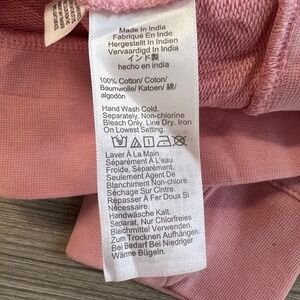 Made In India
Fabriqué En Inde
Hergestellt In Indien
Vervaardigd In India
インド製
hecho en india
100% Cotton/ Coton/
Baumwolle/ Katoen/ 綿/
algodón
Hand Wash Cold.
Separately. Non-chlorine
Bleach Only. Line Dry. Iron
On Lowest Setting.
Laver À La Main
Séparément À L'eau
Froide. Séparément.
Seulement Agent De
Blanchiment Non-chlore.
Séchage Sur Cintre.
Repasser À Fer Doux Si
Nécessaire.
Handwäsche Kalt.
Separat. Nur Chlorfreies
Bleichmittel Verwenden.
Zum Trocknen Aufhängen.
Bei Bedarf Bei Niedriger
Wärme Bügeln.